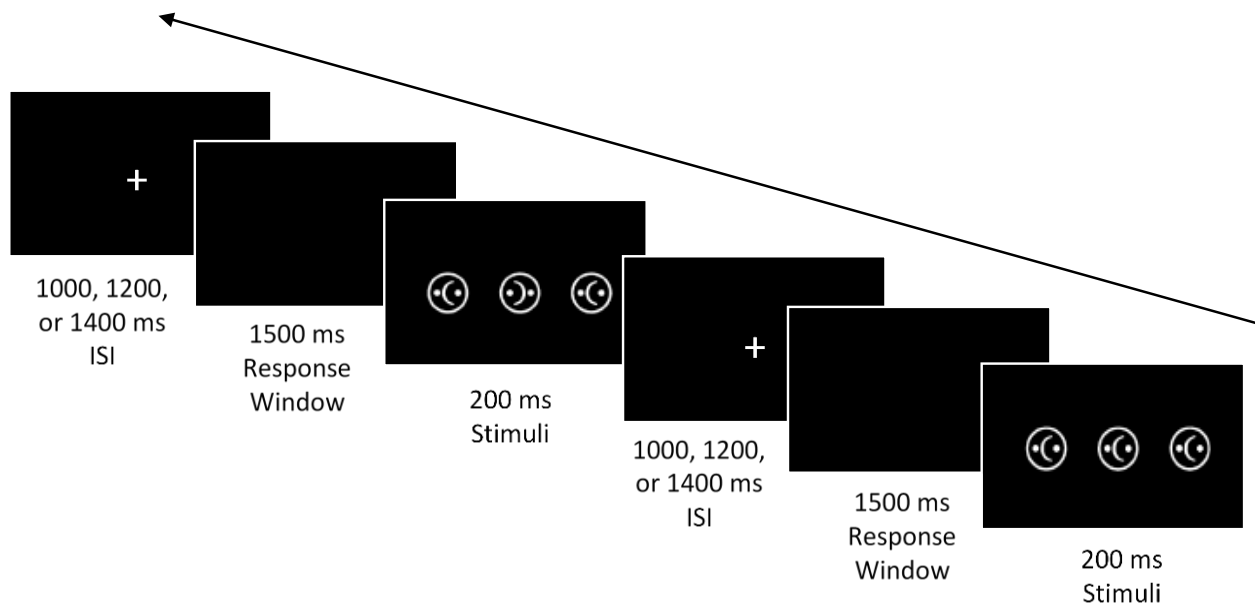 1000, 1200,
or 1400 ms
ISI
1500 ms
Response
Window
200 ms
Stimuli
1000, 1200,
or 1400 ms
ISI
1500 ms
Response
Window
200 ms
Stimuli